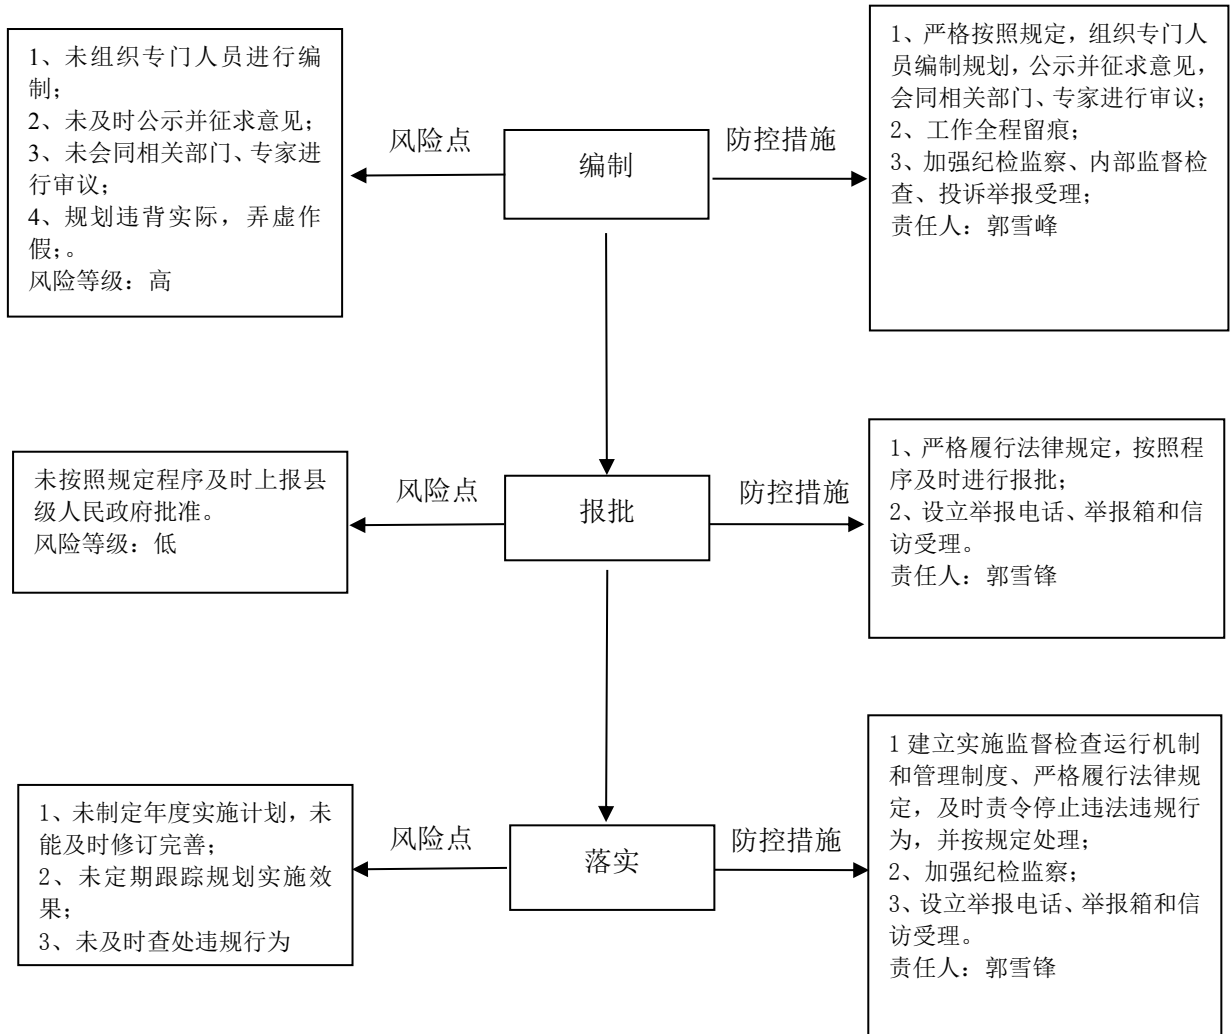 1、未组织专门人员进行编
制；
2、未及时公示并征求意见；
3、未会同相关部门、专家进
行审议；
4、规划违背实际，弄虚作
假；。
风险等级：高
风险点
编制
防控措施
1、严格按照规定，组织专门人
员编制规划，公示并征求意见，
会同相关部门、专家进行审议；
2、工作全程留痕；
3、加强纪检监察、内部监督检
查、投诉举报受理；
责任人：郭雪峰
未按照规定程序及时上报县
级人民政府批准。
风险等级：低
风险点
报批
防控措施
1、严格履行法律规定，按照程
序及时进行报批；
2、设立举报电话、举报箱和信
访受理。
责任人：郭雪锋
1、未制定年度实施计划，未
能及时修订完善；
2、未定期跟踪规划实施效
果；
3、未及时查处违规行为
风险点
落实
防控措施
1 建立实施监督检查运行机制
和管理制度、严格履行法律规
定，及时责令停止违法违规行
为，并按规定处理；
2、加强纪检监察；
3、设立举报电话、举报箱和信
访受理。
责任人：郭雪锋